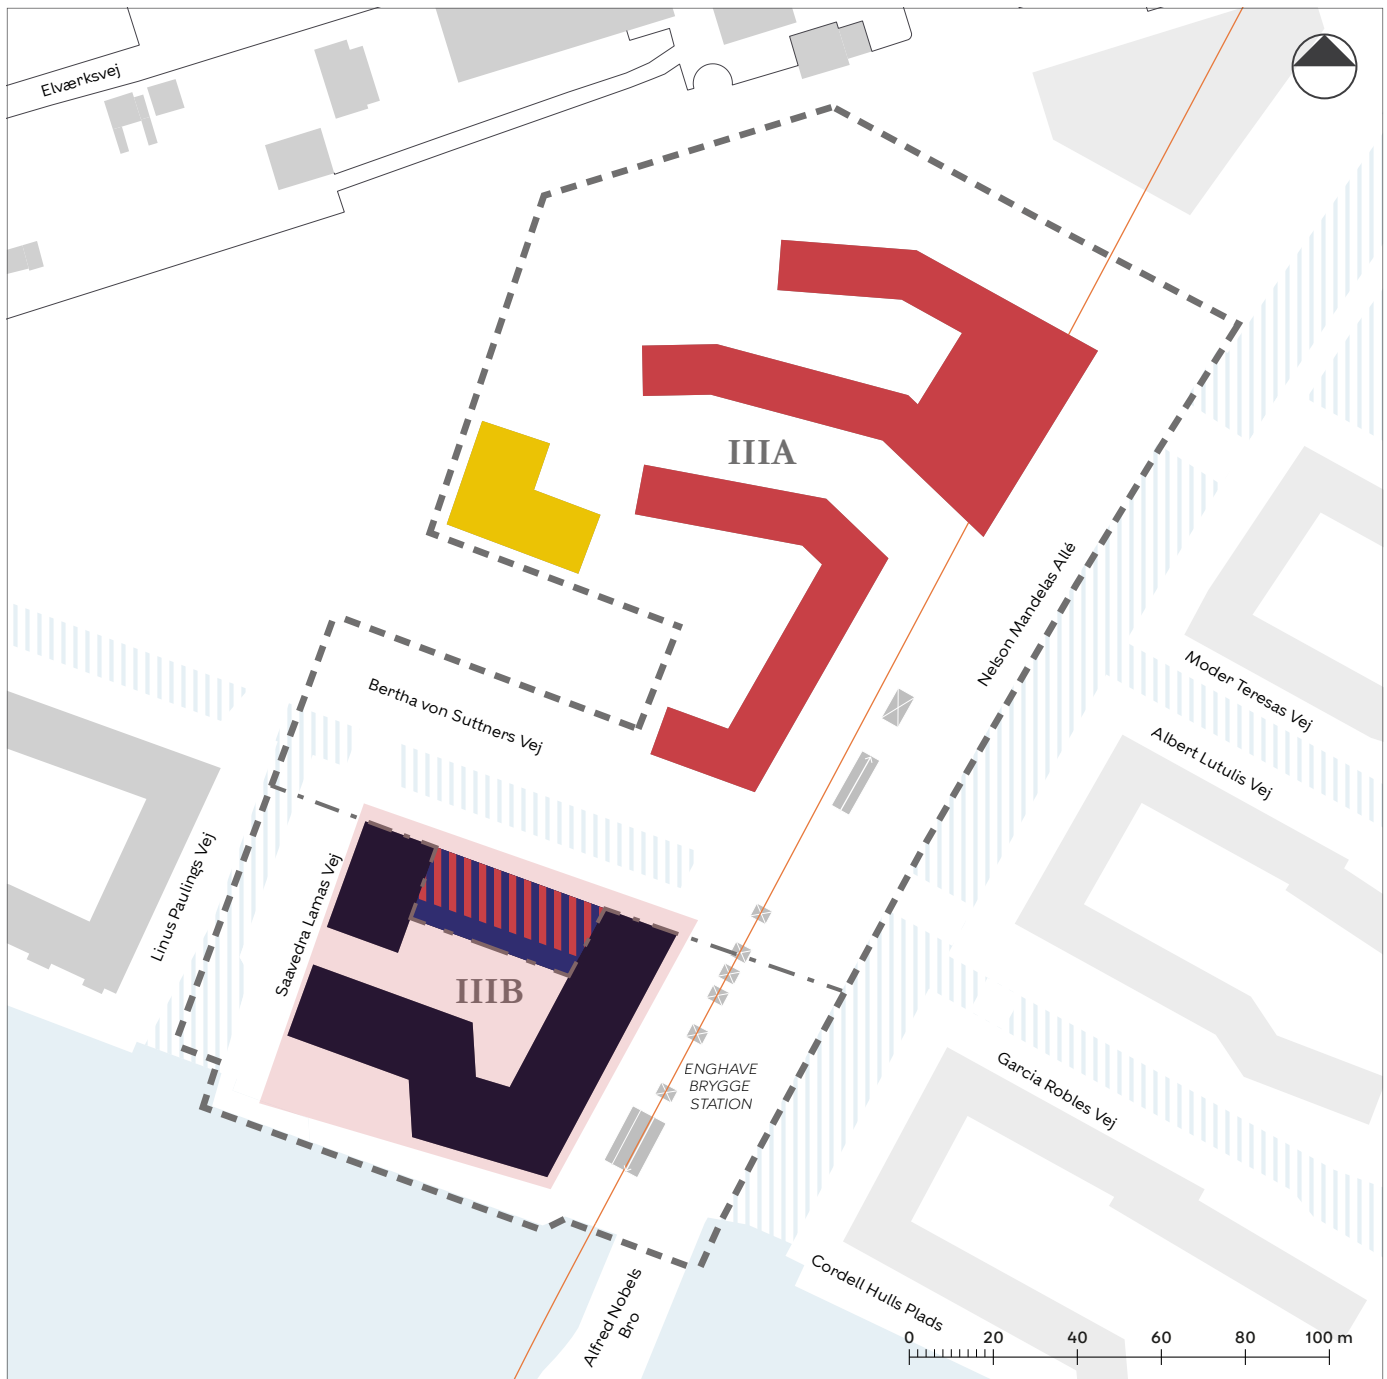 Elværksvej
IIIA
Nelson Mandelas Allé
Moder Teresas Vej
Bertha von Suttners Vej
Albert Lutulis Vej
Linus Paulings Vej
Saavedra Lamas Vej
IIIB
ENGHAVE
BRYGGE
STATION
Garcia Robles Vej
Cordell Hulls Plads
Alfred Nobels
Bro
0 20 40 60 80 100 m